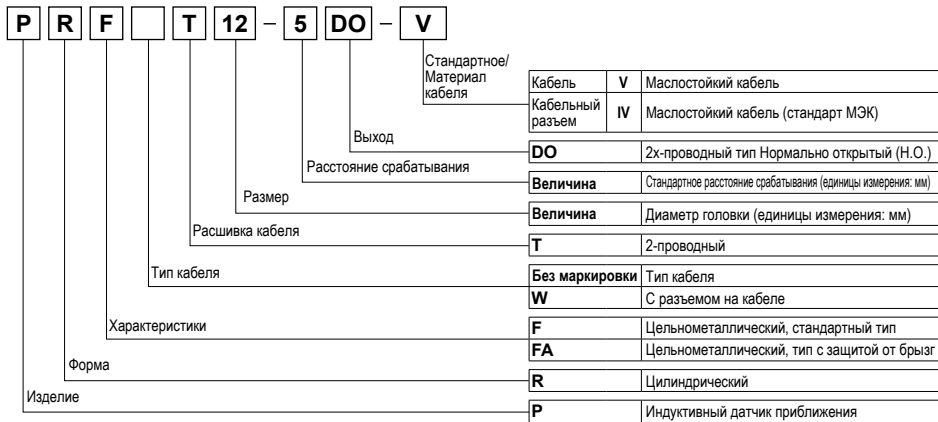 P R F T 12 – 5 DO – V
Стандартное/
Материал
кабеля
Кабель V Маслостойкий кабель
Кабельный
разъем IV Маслостойкий кабель (стандарт МЭК)
Выход
DO 2х-проводный тип Нормально открытый (Н.О.)
Расстояние срабатывания
Величина Стандартное расстояние срабатывания (единицы измерения: мм)
Размер
Величина Диаметр головки (единицы измерения: мм)
Расшивка кабеля
T 2-проводный
Тип кабеля
Без маркировки Тип кабеля
W С разъемом на кабеле
Характеристики
F Цельнометаллический, стандартный тип
FA Цельнометаллический, тип с защитой от брызг
Форма
R Цилиндрический
Изделие
P Индуктивный датчик приближения